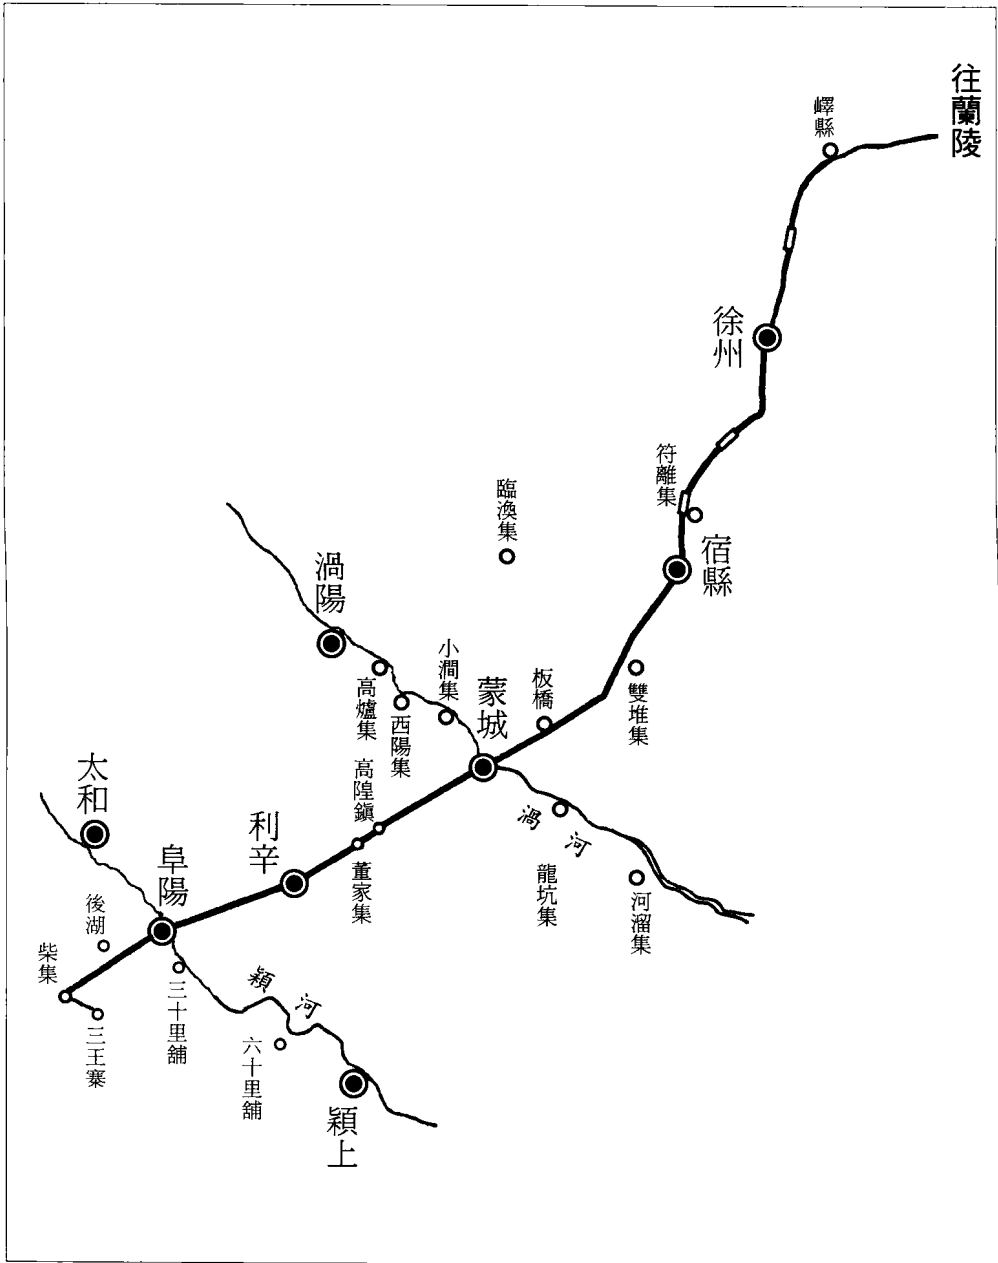 往蘭陵
嶧縣
徐州
符離集
宿縣
臨渙集
渦陽
小澗集
高爐集
西陽集
蒙城
板橋
雙堆集
太和
利辛
高隍鎮
董家集
渦河
龍坑集
河溜集
阜陽
後湖
柴集
三王寨
三十里舖
潁河
六十里舖
潁上